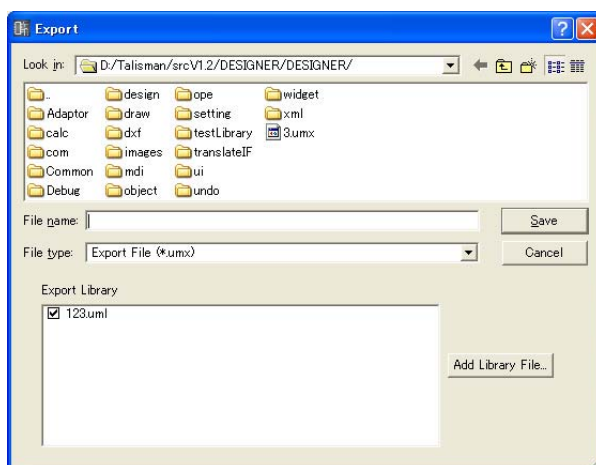 Export
Look in: D:/Talisman/srcV1.2/DESIGNER/DESIGNER/
.. design ope widget
Adaptor draw setting xml
calc dxf testLibrary 3.umx
com images translateIF
Common mdi ui
Debug object undo
File name: Save
File type: Export File (*.umx) Cancel
Export Library
123.uml
Add Library File...